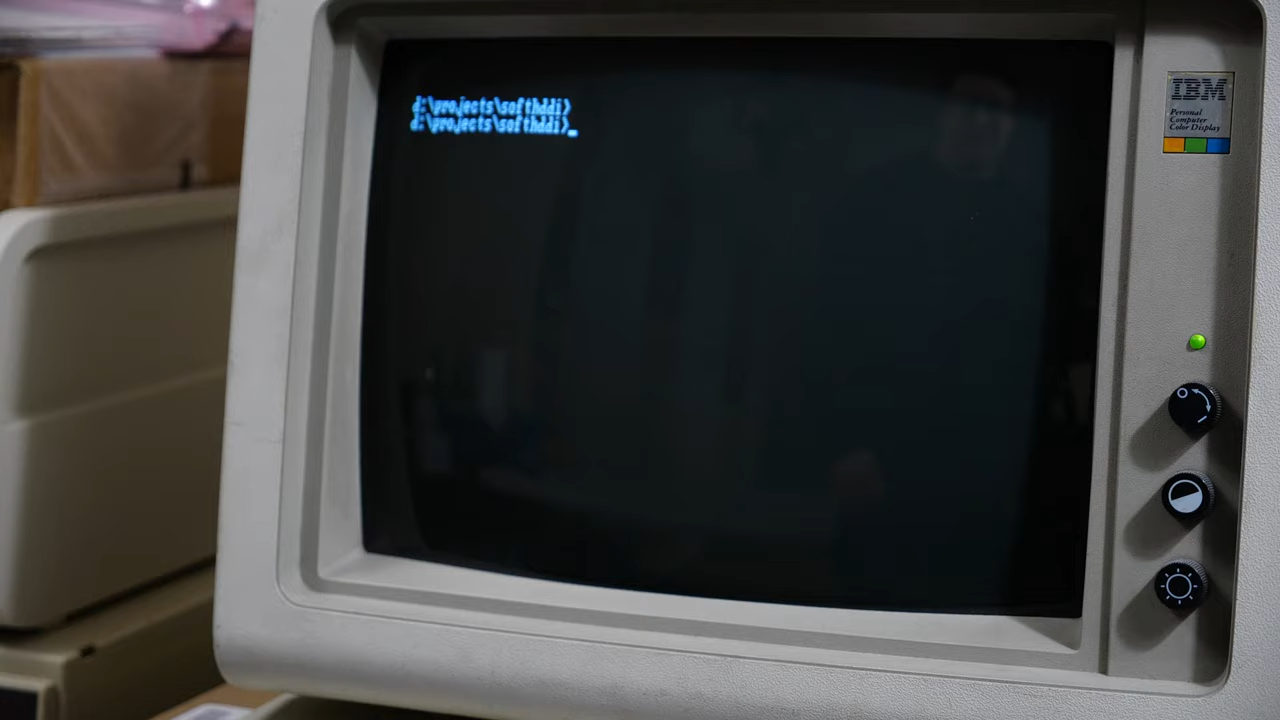 d:\projects\softhddi>
d:\projects\softhddi>_
IBM
Personal
Computer
Color Display